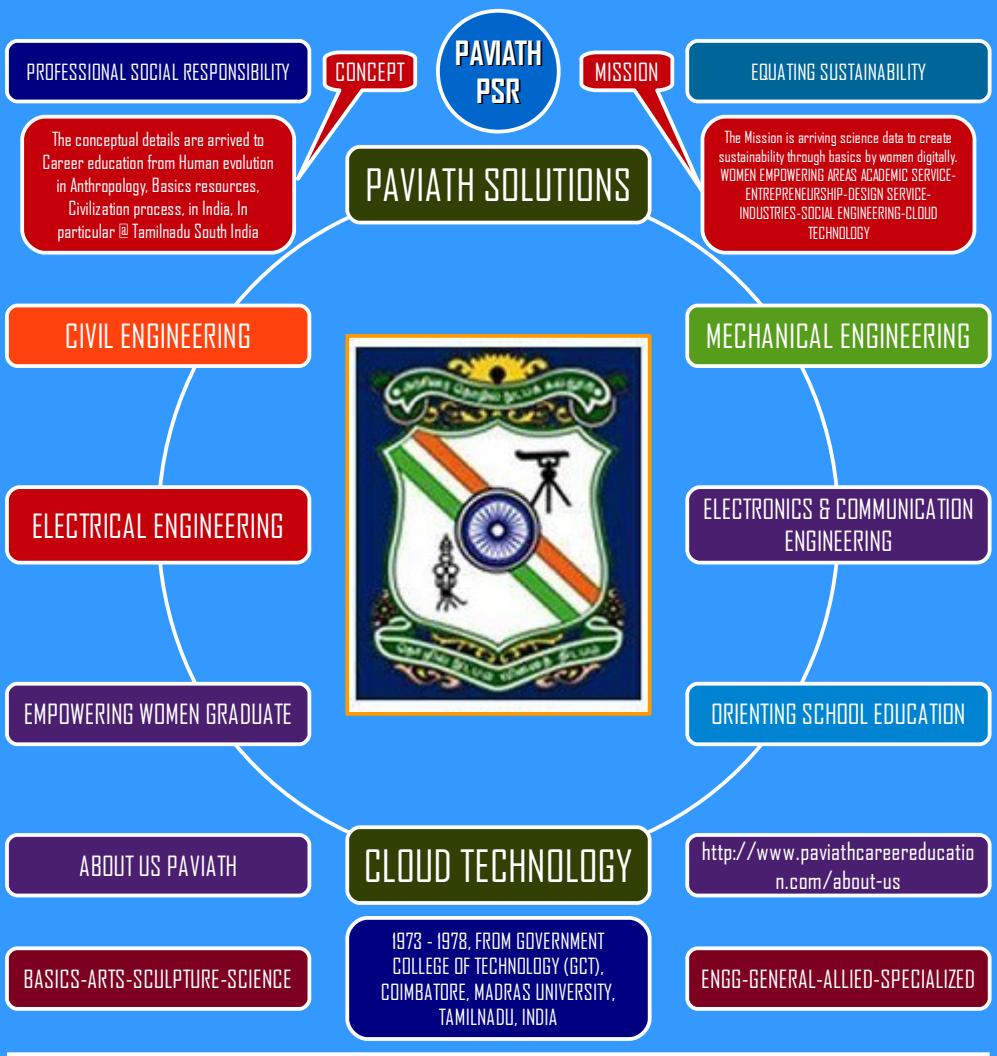 PAVIATH
PSR
PROFESSIONAL SOCIAL RESPONSIBILITY
CONCEPT
MISSION
EQUATING SUSTAINABILITY
The conceptual details are arrived to
Career education from Human evolution
in Anthropology, Basics resources,
Civilization process, in India, In
particular @ Tamilnadu South India
PAVIATH SOLUTIONS
The Mission is arriving science data to create
sustainability through basics by women digitally.
WOMEN EMPOWERING AREAS ACADEMIC SERVICE-
ENTREPRENEURSHIP-DESIGN SERVICE-
INDUSTRIES-SOCIAL ENGINEERING-CLOUD
TECHNOLOGY
CIVIL ENGINEERING
MECHANICAL ENGINEERING
அரசினர் தொழில் நுட்பக் கல்லூரி
ELECTRICAL ENGINEERING
ELECTRONICS & COMMUNICATION
ENGINEERING
தொழில் நுட்பம்
EMPOWERING WOMEN GRADUATE
ORIENTING SCHOOL EDUCATION
ABOUT US PAVIATH
CLOUD TECHNOLOGY
http://www.paviathcareereducatio
n.com/about-us
BASICS-ARTS-SCULPTURE-SCIENCE
1973 - 1978, FROM GOVERNMENT
COLLEGE OF TECHNOLOGY (GCT),
COIMBATORE, MADRAS UNIVERSITY,
TAMILNADU, INDIA
ENGG-GENERAL-ALLIED-SPECIALIZED